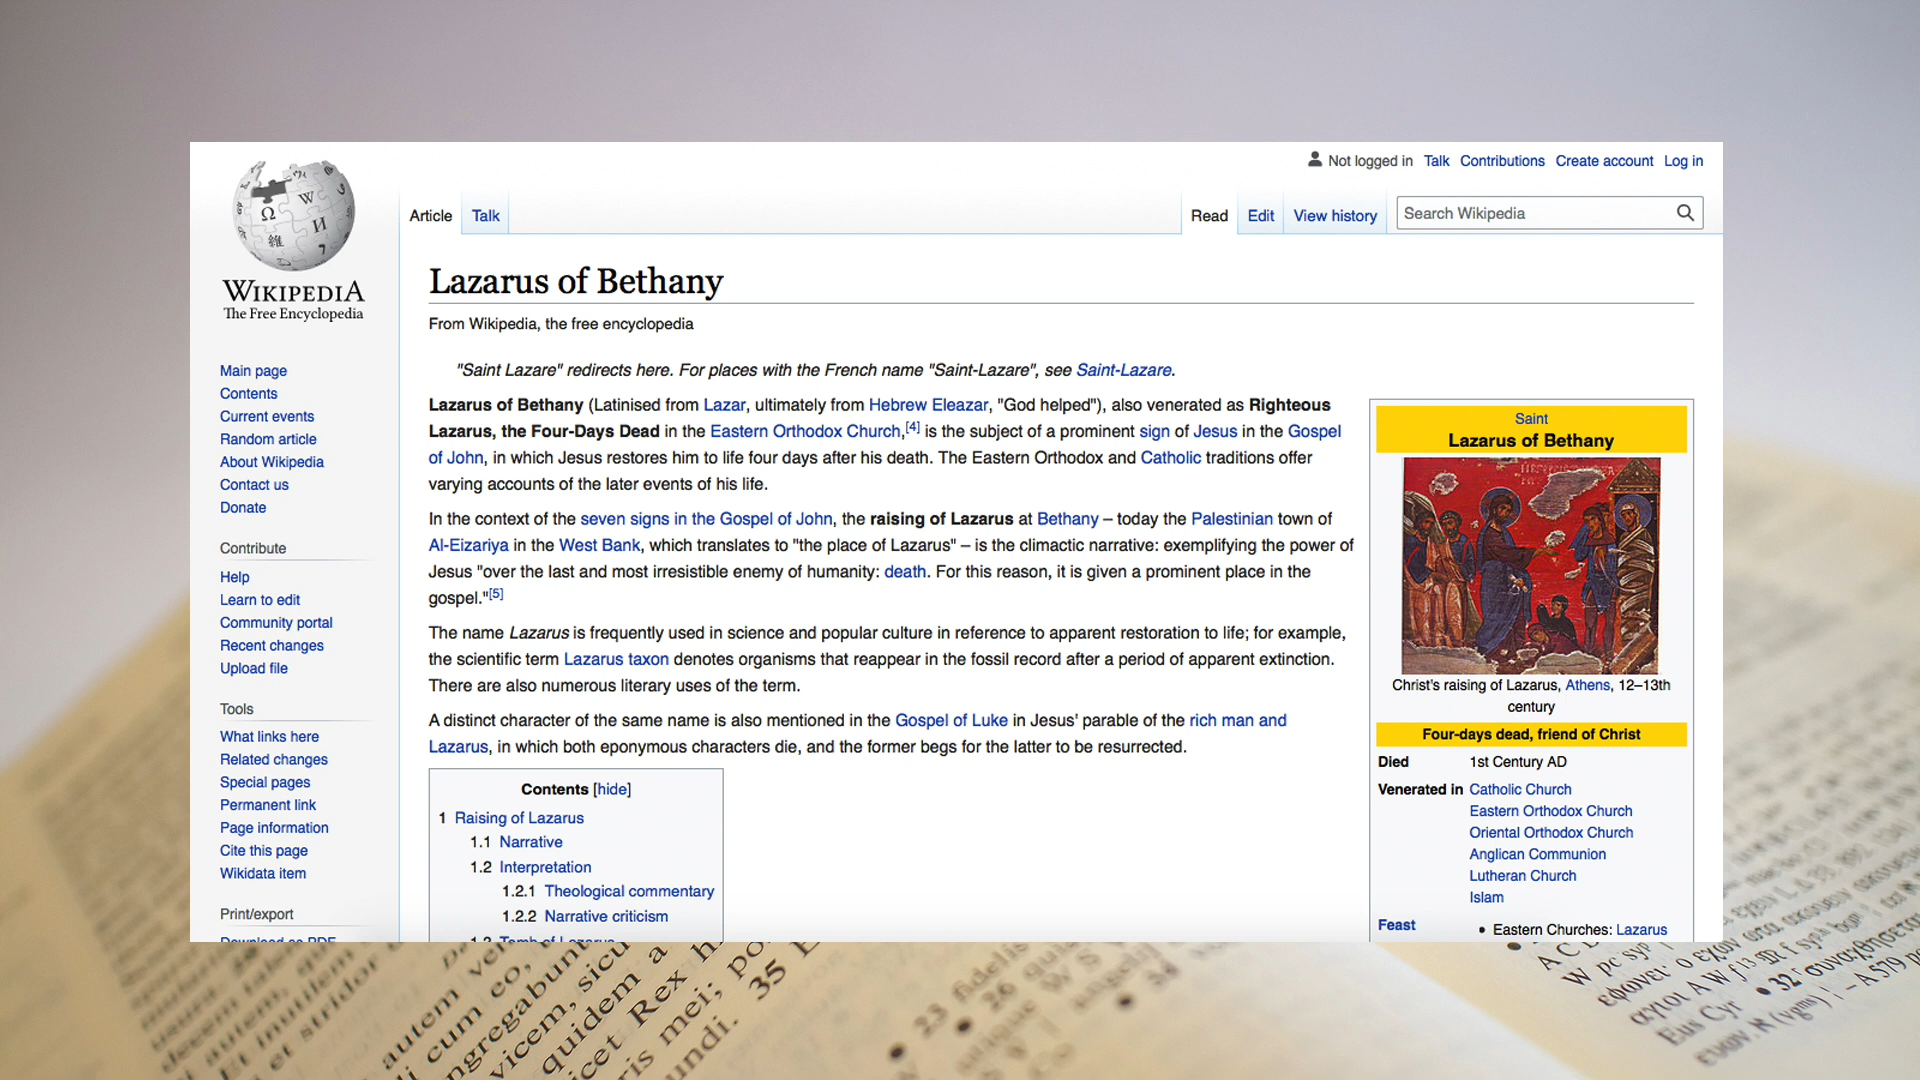 Not logged in Talk Contributions Create account Log in
Article Talk Read Edit View history Search Wikipedia
WIKIPEDIA
The Free Encyclopedia
Main page
Contents
Current events
Random article
About Wikipedia
Contact us
Donate
Contribute
Help
Learn to edit
Community portal
Recent changes
Upload file
Tools
What links here
Related changes
Special pages
Permanent link
Page information
Cite this page
Wikidata item
Print/export
Download as PDF
Lazarus of Bethany
From Wikipedia, the free encyclopedia
"Saint Lazare" redirects here. For places with the French name "Saint-Lazare", see Saint-Lazare.
Lazarus of Bethany (Latinised from Lazar, ultimately from Hebrew Eleazar, "God helped"), also venerated as Righteous
Lazarus, the Four-Days Dead in the Eastern Orthodox Church,[4] is the subject of a prominent sign of Jesus in the Gospel
of John, in which Jesus restores him to life four days after his death. The Eastern Orthodox and Catholic traditions offer
varying accounts of the later events of his life.
In the context of the seven signs in the Gospel of John, the raising of Lazarus at Bethany – today the Palestinian town of
Al-Eizariya in the West Bank, which translates to "the place of Lazarus" – is the climactic narrative: exemplifying the power of
Jesus "over the last and most irresistible enemy of humanity: death. For this reason, it is given a prominent place in the
gospel."[5]
The name Lazarus is frequently used in science and popular culture in reference to apparent restoration to life; for example,
the scientific term Lazarus taxon denotes organisms that reappear in the fossil record after a period of apparent extinction.
There are also numerous literary uses of the term.
A distinct character of the same name is also mentioned in the Gospel of Luke in Jesus' parable of the rich man and
Lazarus, in which both eponymous characters die, and the former begs for the latter to be resurrected.
Contents [hide]
1 Raising of Lazarus
1.1 Narrative
1.2 Interpretation
1.2.1 Theological commentary
1.2.2 Narrative criticism
1.3 Tomb of Lazarus
Saint
Lazarus of Bethany
Christ's raising of Lazarus, Athens, 12–13th
century
Four-days dead, friend of Christ
Died 1st Century AD
Venerated in Catholic Church
Eastern Orthodox Church
Oriental Orthodox Church
Anglican Communion
Lutheran Church
Islam
Feast • Eastern Churches: Lazarus
autem
cum eo,
vicem, sicu
quidem a
Rex
mei; po
35